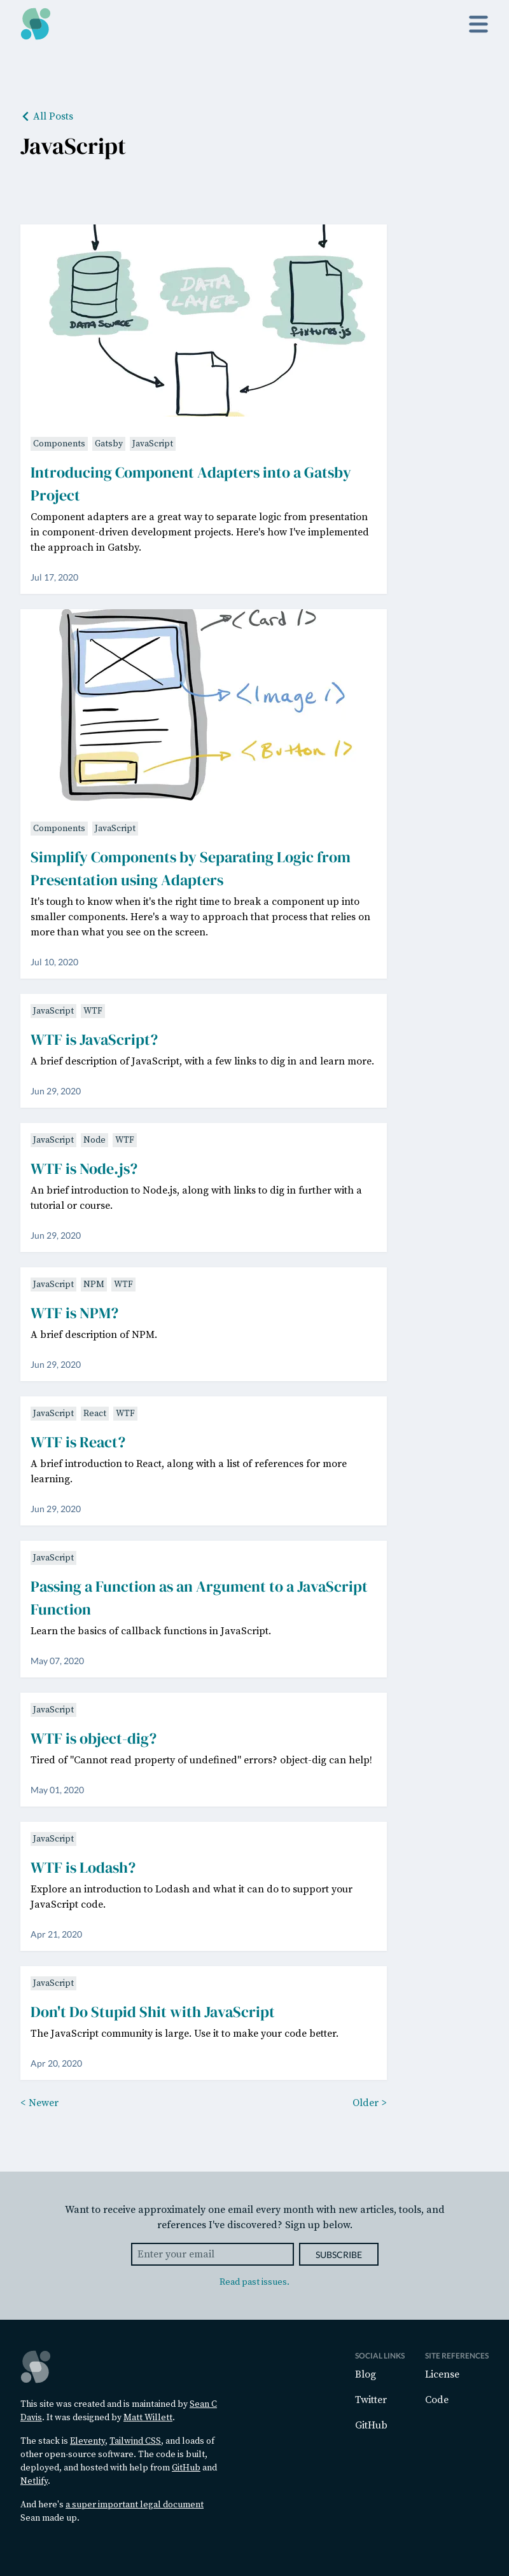 All Posts
JavaScript
DATA SOURCE
DATA
LAYER
fixtures.js
Components Gatsby JavaScript
Introducing Component Adapters into a Gatsby
Project
Component adapters are a great way to separate logic from presentation
in component-driven development projects. Here's how I've implemented
the approach in Gatsby.
Jul 17, 2020
<Card />
<Image />
<Button />
Components JavaScript
Simplify Components by Separating Logic from
Presentation using Adapters
It's tough to know when it's the right time to break a component up into
smaller components. Here's a way to approach that process that relies on
more than what you see on the screen.
Jul 10, 2020
JavaScript WTF
WTF is JavaScript?
A brief description of JavaScript, with a few links to dig in and learn more.
Jun 29, 2020
JavaScript Node WTF
WTF is Node.js?
An brief introduction to Node.js, along with links to dig in further with a
tutorial or course.
Jun 29, 2020
JavaScript NPM WTF
WTF is NPM?
A brief description of NPM.
Jun 29, 2020
JavaScript React WTF
WTF is React?
A brief introduction to React, along with a list of references for more
learning.
Jun 29, 2020
JavaScript
Passing a Function as an Argument to a JavaScript
Function
Learn the basics of callback functions in JavaScript.
May 07, 2020
JavaScript
WTF is object-dig?
Tired of "Cannot read property of undefined" errors? object-dig can help!
May 01, 2020
JavaScript
WTF is Lodash?
Explore an introduction to Lodash and what it can do to support your
JavaScript code.
Apr 21, 2020
JavaScript
Don't Do Stupid Shit with JavaScript
The JavaScript community is large. Use it to make your code better.
Apr 20, 2020
< Newer Older >
Want to receive approximately one email every month with new articles, tools, and
references I've discovered? Sign up below.
Enter your email SUBSCRIBE
Read past issues.
This site was created and is maintained by Sean C
Davis. It was designed by Matt Willett.
The stack is Eleventy, Tailwind CSS, and loads of
other open-source software. The code is built,
deployed, and hosted with help from GitHub and
Netlify.
And here's a super important legal document
Sean made up.
SOCIAL LINKS
Blog
Twitter
GitHub
SITE REFERENCES
License
Code